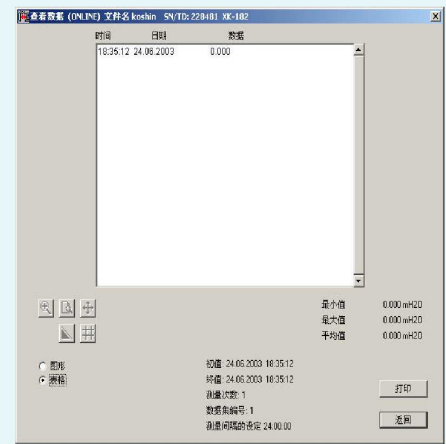 查看数据 (ONLINE) 文件名 koshin SN/TD: 228481 XK-182
时间 日期 数据
18:35:12 24.06.2003 0.000
最小值 0.000 mH2O
最大值 0.000 mH2O
平均值 0.000 mH2O
图形
表格
初值: 24.06.2003 18:35:12
终值: 24.06.2003 18:35:12
测量次数: 1
数据集编号: 1
测量间隔的设定 24:00:00
打印
返回